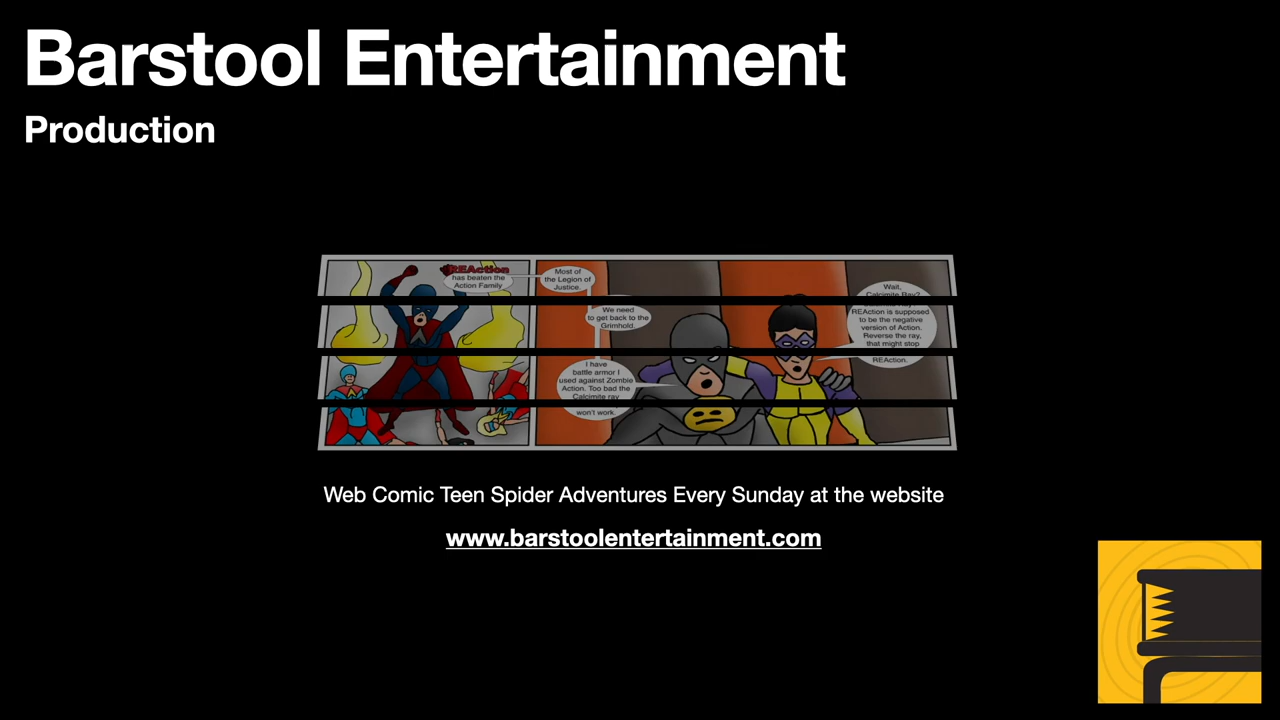 Barstool Entertainment
Production
REAction
has beaten the
Action Family
Most of
the Legion of
Justice.
We need
to get back to the
Grimhold.
I have
battle armor I
used against Zombie
Action. Too bad the
Calcimite ray
won't work.
Wait,
Calcimite Ray?
REAction is supposed
to be the negative
version of Action.
Reverse the ray,
that might stop
REAction.
Web Comic Teen Spider Adventures Every Sunday at the website
www.barstoolentertainment.com